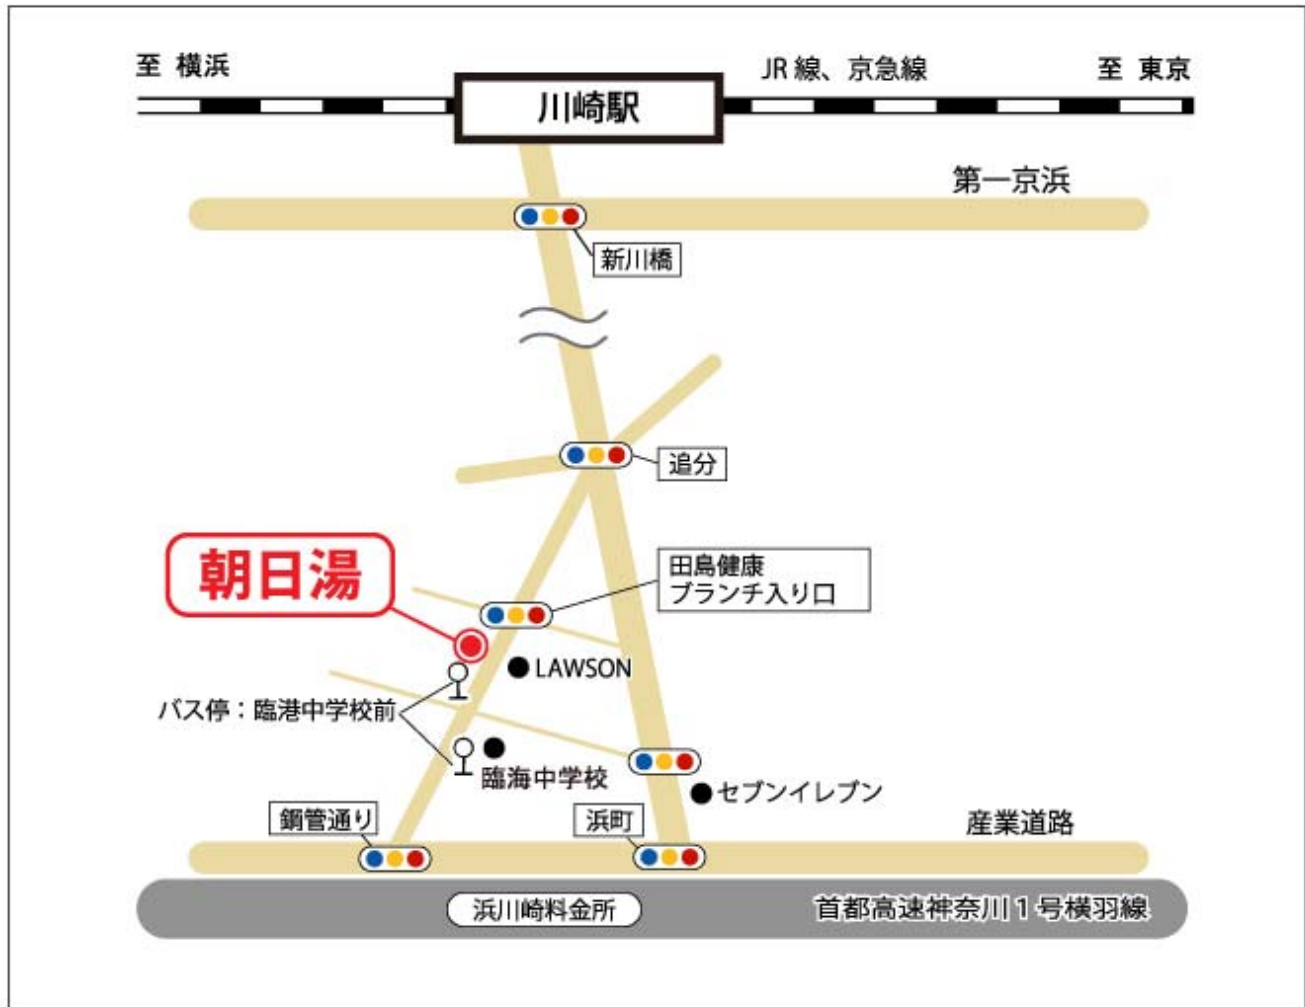 至 横浜
JR線、京急線
至 東京
川崎駅
第一京浜
新川橋
追分
朝日湯
田島健康
ブランチ入り口
LAWSON
バス停：臨港中学校前
臨海中学校
セブンイレブン
鋼管通り
浜町
産業道路
浜川崎料金所
首都高速神奈川1号横羽線